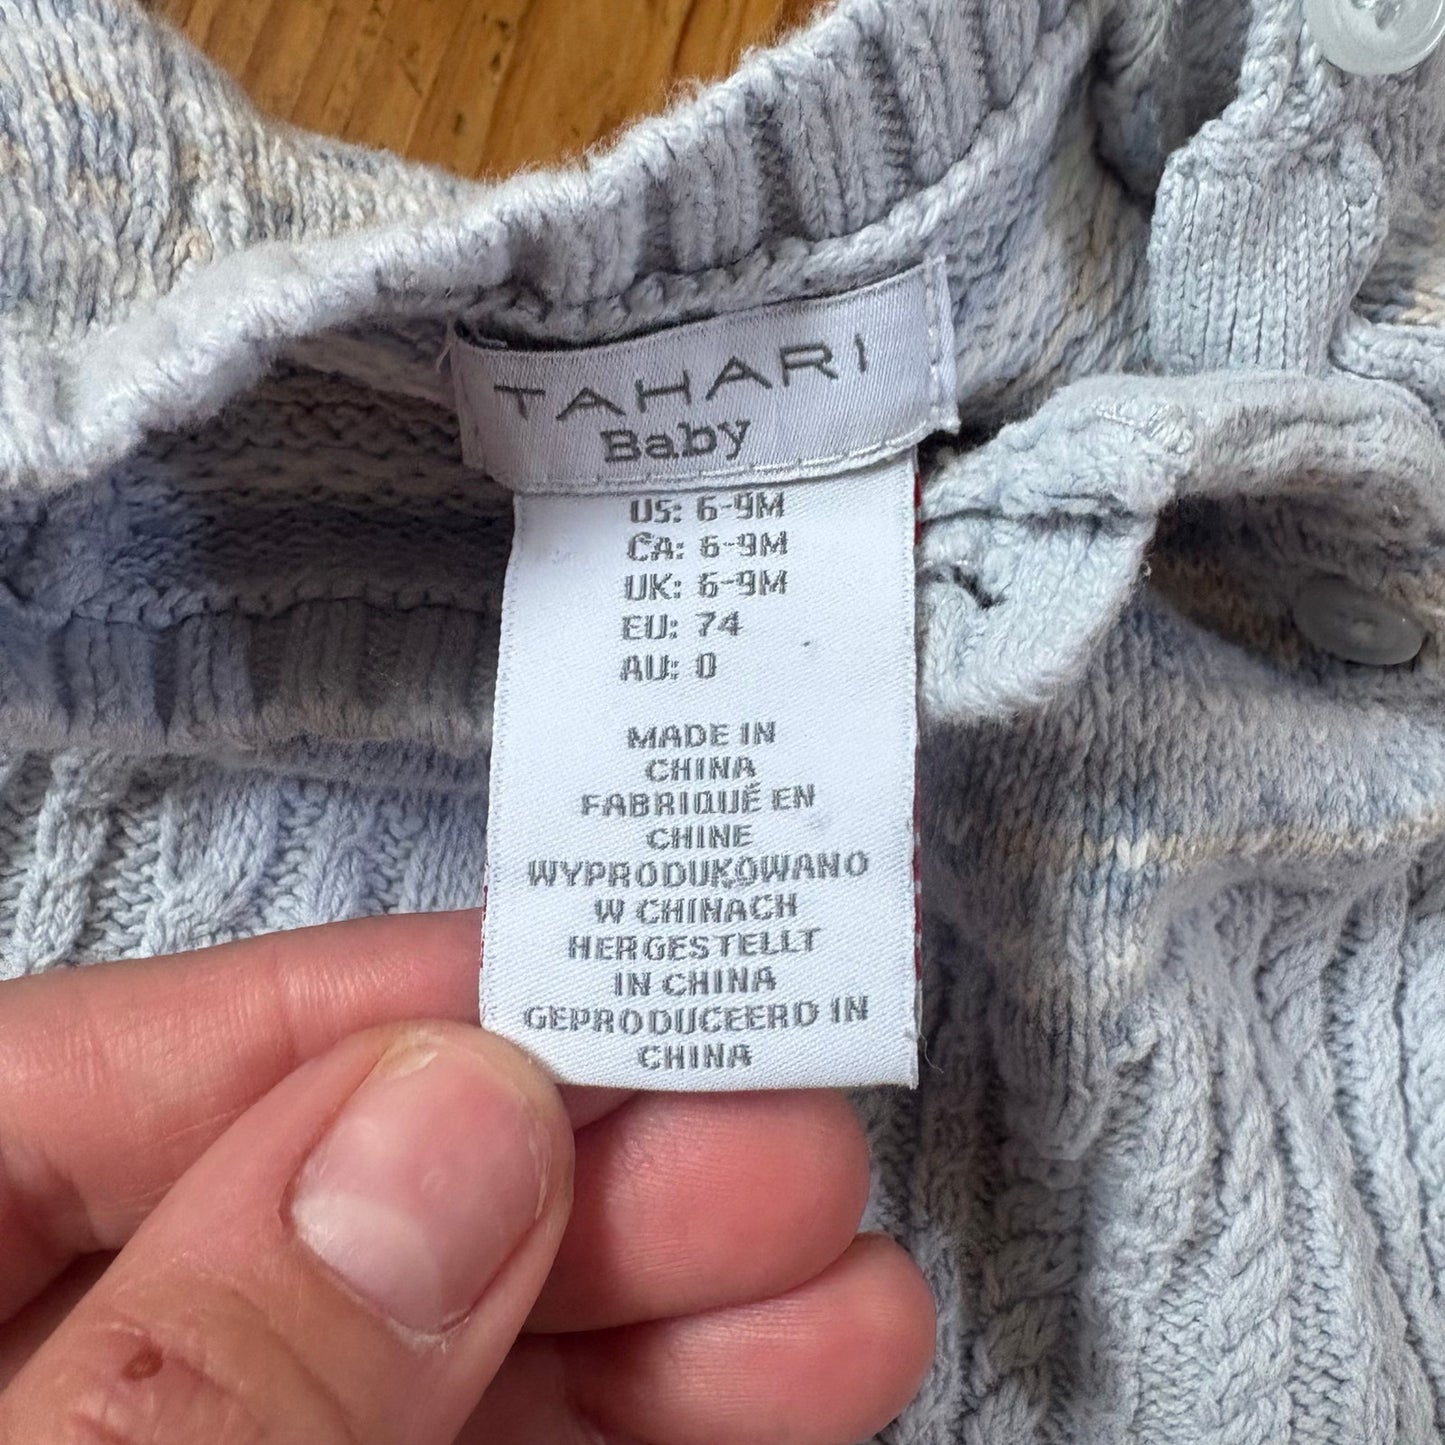 TAHARI
Baby
US: 6-9M
CA: 6-9M
UK: 6-9M
EU: 74
AU: 0
MADE IN
CHINA
FABRIQUÉ EN
CHINE
WYPRODUKOWANO
W CHINACH
HERGESTELLT
IN CHINA
GEPRODUCEERD IN
CHINA